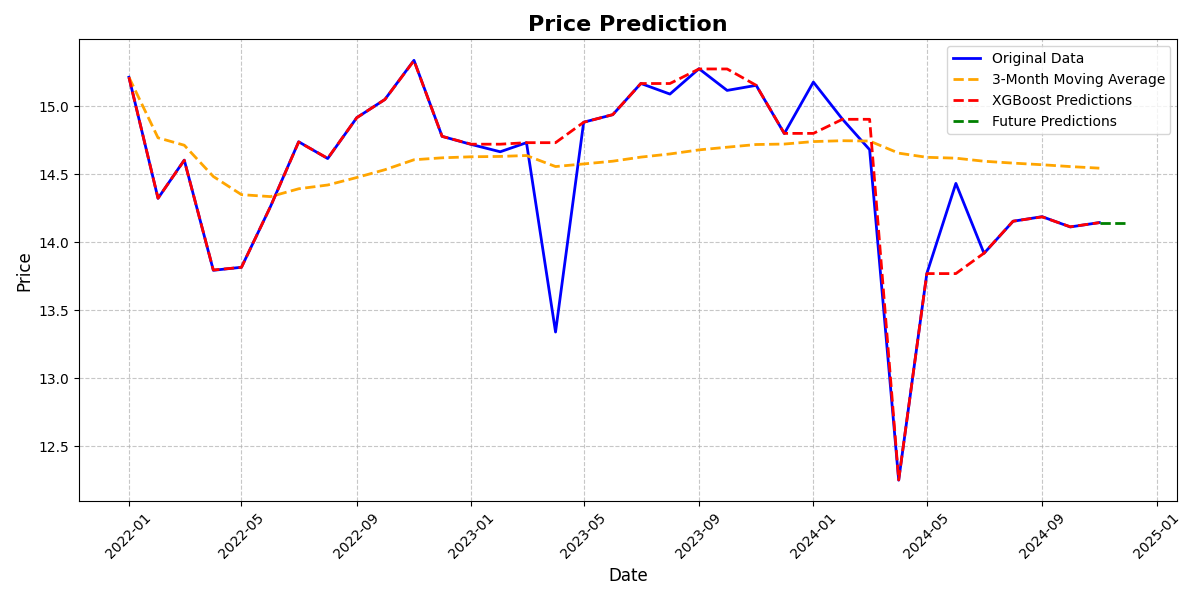 Price Prediction
Original Data
3-Month Moving Average
XGBoost Predictions
Future Predictions
Price
15.0
14.5
14.0
13.5
13.0
12.5
2022-01
2022-05
2022-09
2023-01
2023-05
2023-09
2024-01
2024-05
2024-09
2025-01
Date